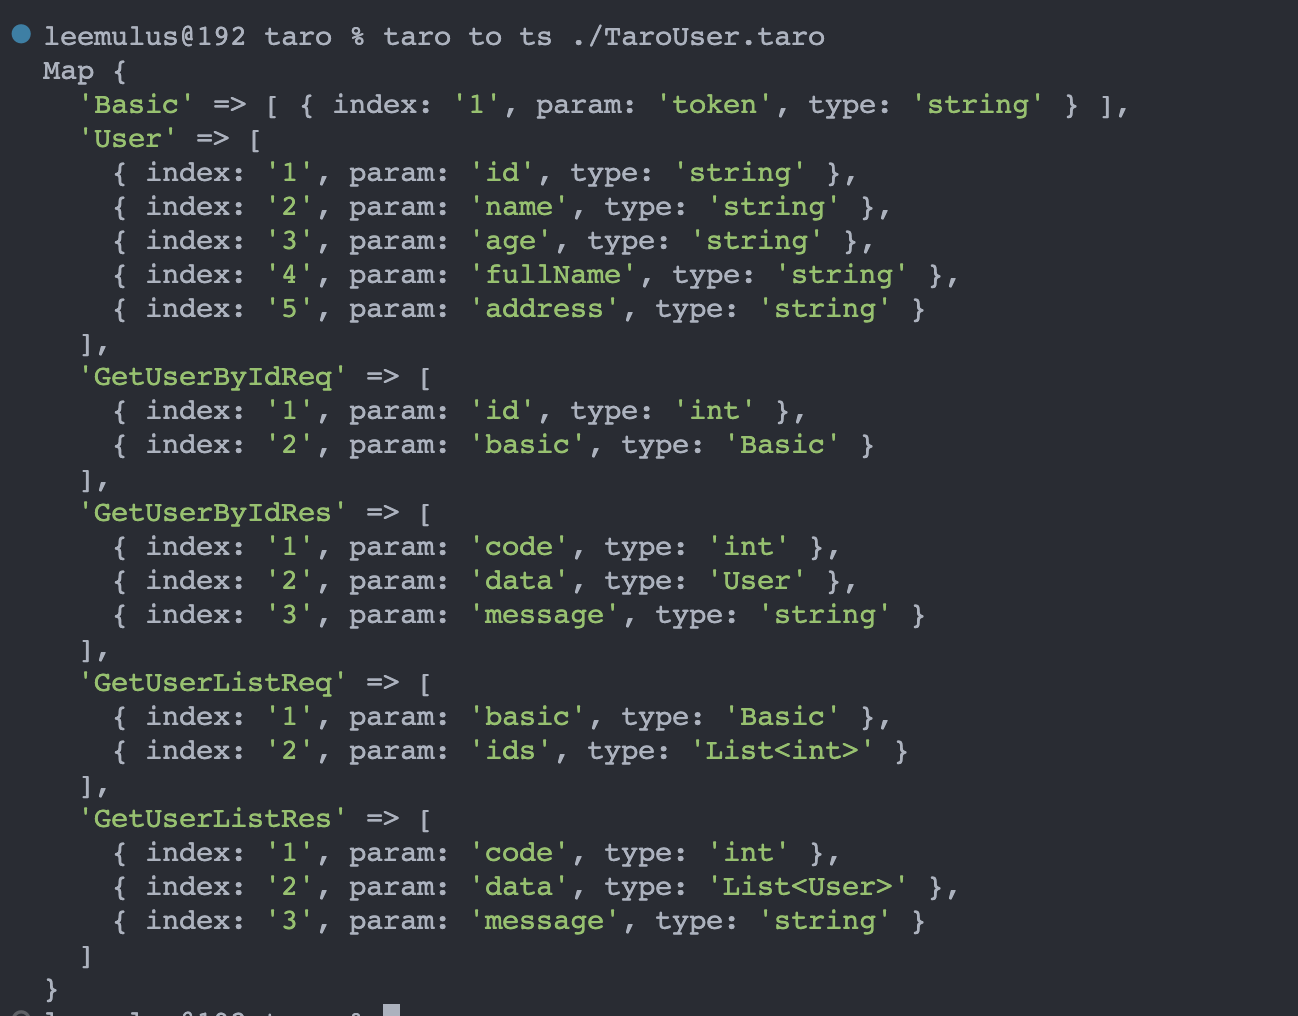 leemulus@192 taro % taro to ts ./TaroUser.taro
Map {
  'Basic' => [ { index: '1', param: 'token', type: 'string' } ],
  'User' => [
    { index: '1', param: 'id', type: 'string' },
    { index: '2', param: 'name', type: 'string' },
    { index: '3', param: 'age', type: 'string' },
    { index: '4', param: 'fullName', type: 'string' },
    { index: '5', param: 'address', type: 'string' }
  ],
  'GetUserByIdReq' => [
    { index: '1', param: 'id', type: 'int' },
    { index: '2', param: 'basic', type: 'Basic' }
  ],
  'GetUserByIdRes' => [
    { index: '1', param: 'code', type: 'int' },
    { index: '2', param: 'data', type: 'User' },
    { index: '3', param: 'message', type: 'string' }
  ],
  'GetUserListReq' => [
    { index: '1', param: 'basic', type: 'Basic' },
    { index: '2', param: 'ids', type: 'List<int>' }
  ],
  'GetUserListRes' => [
    { index: '1', param: 'code', type: 'int' },
    { index: '2', param: 'data', type: 'List<User>' },
    { index: '3', param: 'message', type: 'string' }
  ]
}
leemulus@192 taro %